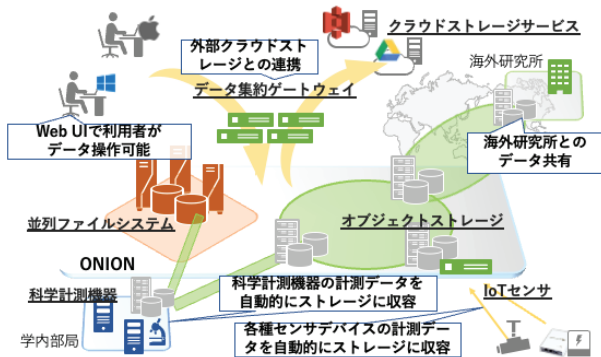 クラウドストレージサービス
外部クラウドスト
レージとの連携
海外研究所
データ集約ゲートウェイ
Web UIで利用者が
データ操作可能
海外研究所との
データ共有
並列ファイルシステム
オブジェクトストレージ
ONION
科学計測機器
科学計測機器の計測データを
自動的にストレージに収容
IoTセンサ
学内部局
各種センサデバイスの計測デー
タを自動的にストレージに収容